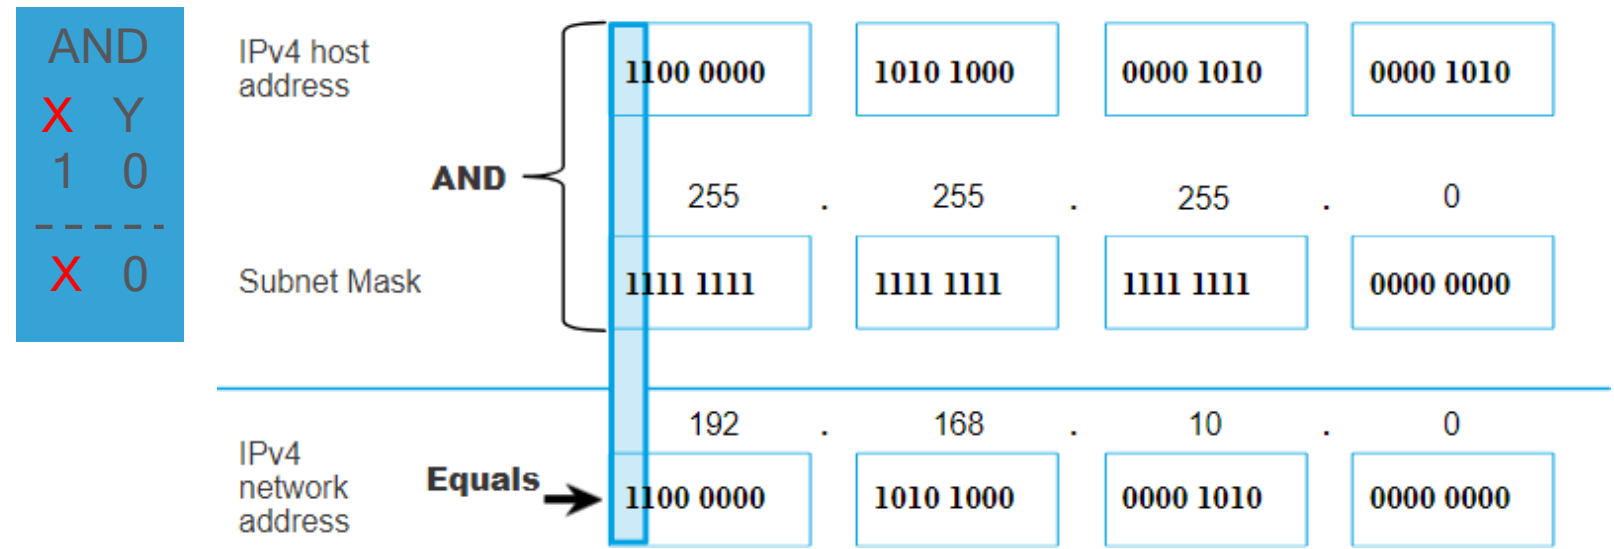 AND
X Y
1 0
-----
X 0
IPv4 host
address
1100 0000 1010 1000 0000 1010 0000 1010
AND
255 . 255 . 255 . 0
Subnet Mask
1111 1111 1111 1111 1111 1111 0000 0000
192 . 168 . 10 . 0
IPv4
network
address
Equals
1100 0000 1010 1000 0000 1010 0000 0000